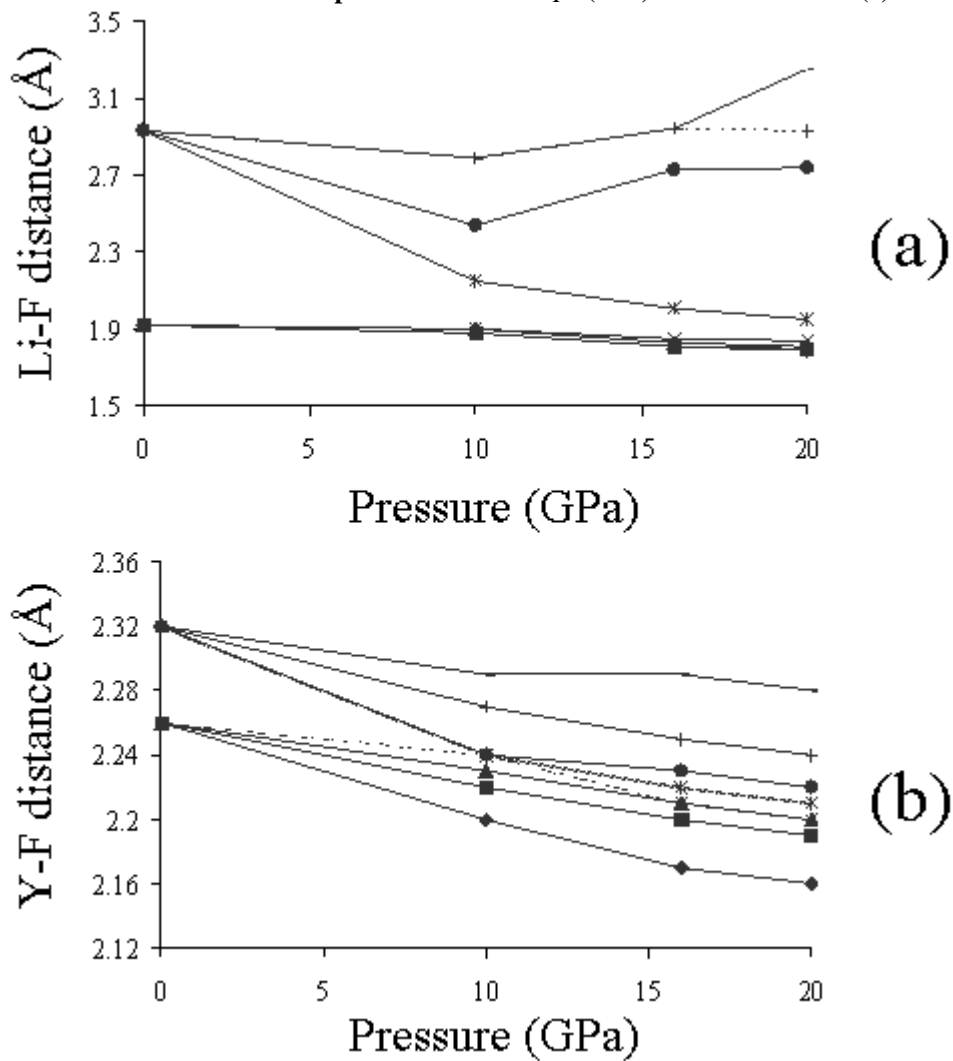 3.5
3.1
2.7
2.3
1.9
1.5
Li-F distance (Å)
(a)
0 5 10 15 20
Pressure (GPa)
2.36
2.32
2.28
2.24
2.2
2.16
2.12
Y-F distance (Å)
(b)
0 5 10 15 20
Pressure (GPa)